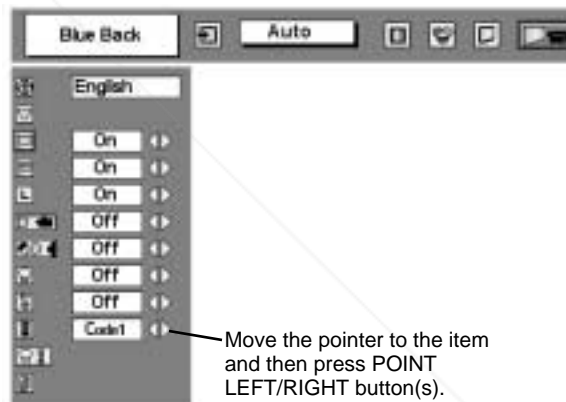 Blue Back
Auto
English
On
On
On
Off
Off
Off
Off
Code1
Move the pointer to the item
and then press POINT
LEFT/RIGHT button(s).